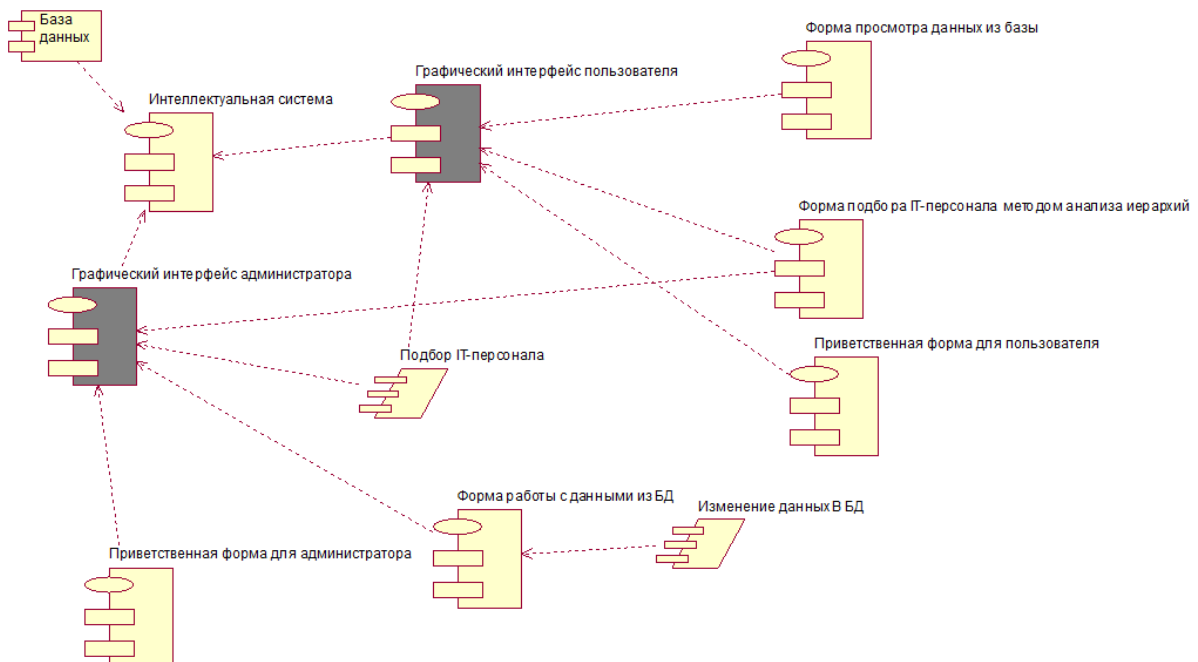 База
данных
Форма просмотра данных из базы
Графический интерфейс пользователя
Интеллектуальная система
Форма подбора IT-персонала методом анализа иерархий
Графический интерфейс администратора
Приветственная форма для пользователя
Подбор IT-персонала
Форма работы с данными из БД
Изменение данных В БД
Приветственная форма для администратора